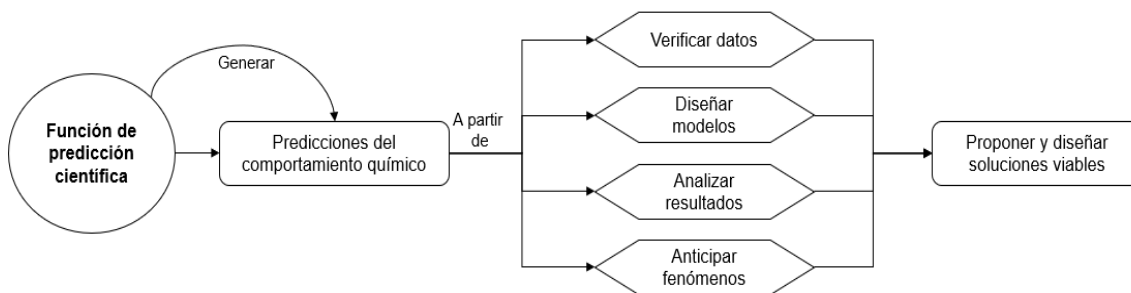 Función de
predicción
científica
Generar
Predicciones del
comportamiento químico
A partir
de
Verificar datos
Diseñar
modelos
Analizar
resultados
Anticipar
fenómenos
Proponer y diseñar
soluciones viables